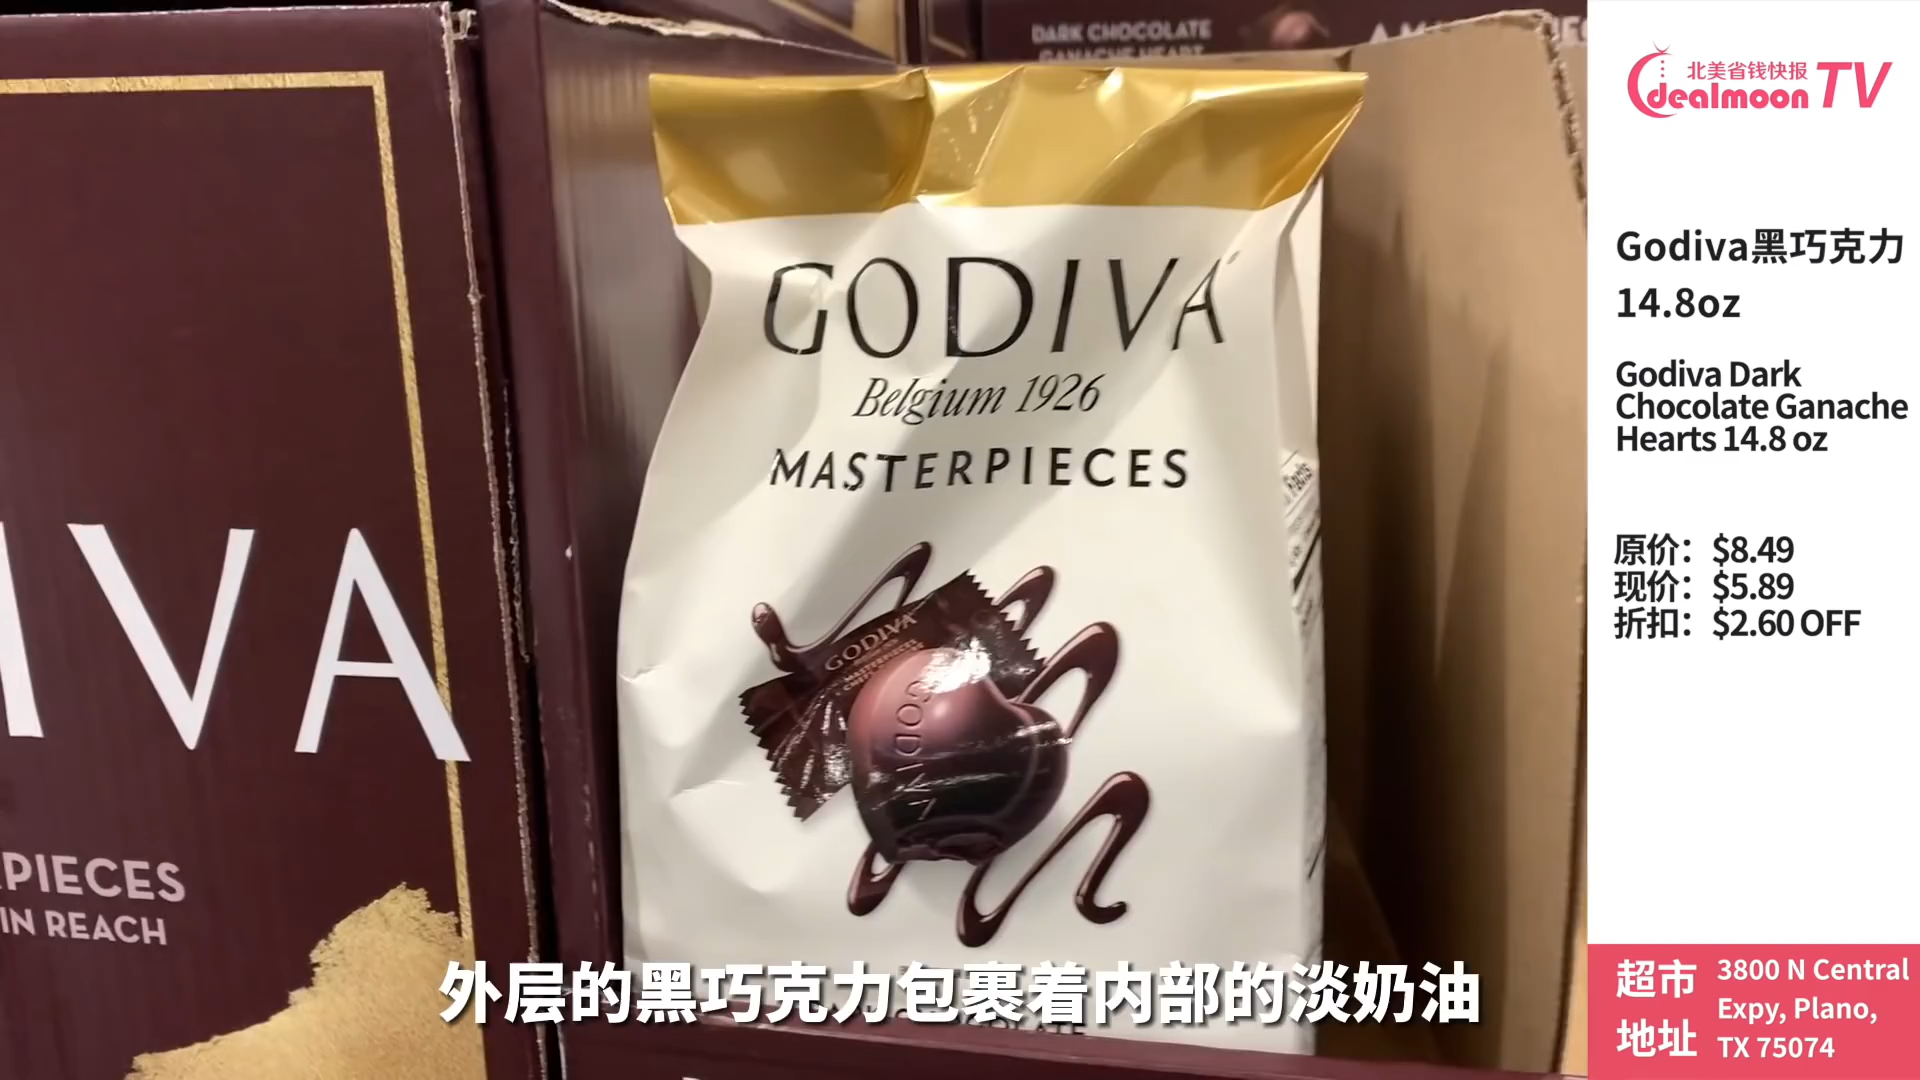 DARK CHOCOLATE
GANACHE HEART
GODIVA
Belgium 1926
MASTERPIECES
GODIVA
MASTERPIECES
GODIVA
IVA
PIECES
IN REACH
外层的黑巧克力包裹着内部的淡奶油
北美省钱快报
dealmoon TV
Godiva黑巧克力
14.8oz
Godiva Dark
Chocolate Ganache
Hearts 14.8 oz
原价：$8.49
现价：$5.89
折扣：$2.60 OFF
超市
地址
3800 N Central
Expy, Plano,
TX 75074